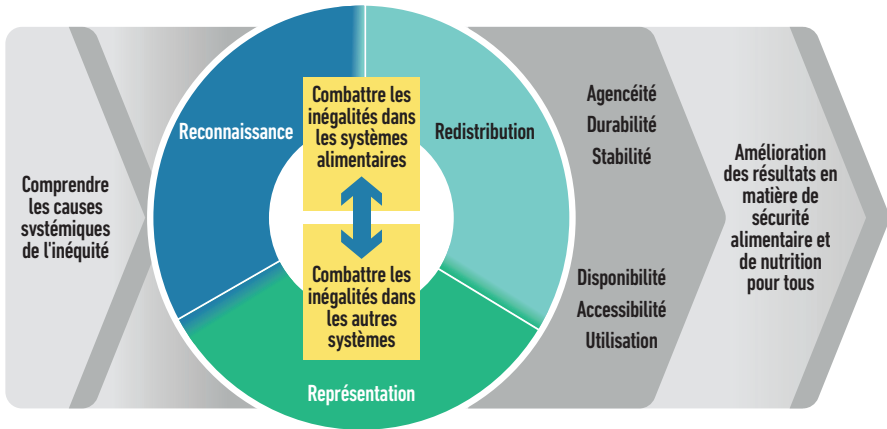 Comprendre
les causes
systémiques
de l'inéquité
Reconnaissance
Combattre les
inégalités dans
les systèmes
alimentaires
Redistribution
Combattre les
inégalités dans
les autres
systèmes
Représentation
Agencéité
Durabilité
Stabilité
Disponibilité
Accessibilité
Utilisation
Amélioration
des résultats en
matière de
sécurité
alimentaire et
de nutrition
pour tous